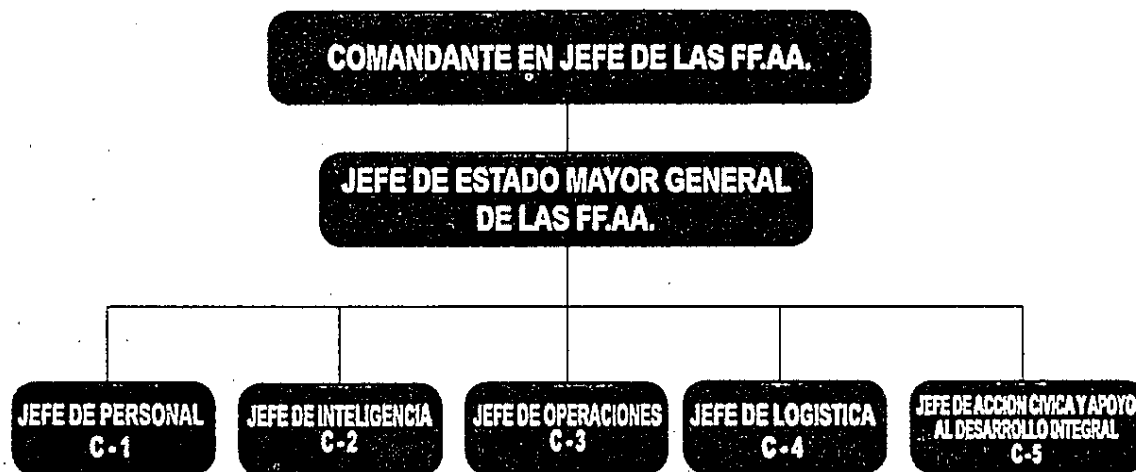 COMANDANTE EN JEFE DE LAS FF.AA.
JEFE DE ESTADO MAYOR GENERAL
DE LAS FF.AA.
JEFE DE PERSONAL
C - 1
JEFE DE INTELIGENCIA
C - 2
JEFE DE OPERACIONES
C - 3
JEFE DE LOGISTICA
C - 4
JEFE DE ACCION CIVICA Y APOYO
AL DESARROLLO INTEGRAL
C-5